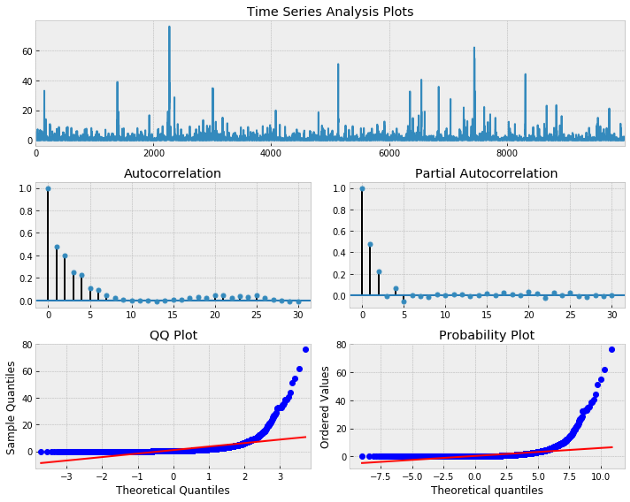 Time Series Analysis Plots
60
40
20
0
0 2000 4000 6000 8000
Autocorrelation
1.0
0.8
0.6
0.4
0.2
0.0
0 5 10 15 20 25 30
Partial Autocorrelation
1.0
0.8
0.6
0.4
0.2
0.0
0 5 10 15 20 25 30
QQ Plot
Sample Quantiles
80
60
40
20
0
−3 −2 −1 0 1 2 3
Theoretical Quantiles
Probability Plot
Ordered Values
80
60
40
20
0
−7.5 −5.0 −2.5 0.0 2.5 5.0 7.5 10.0
Theoretical quantiles